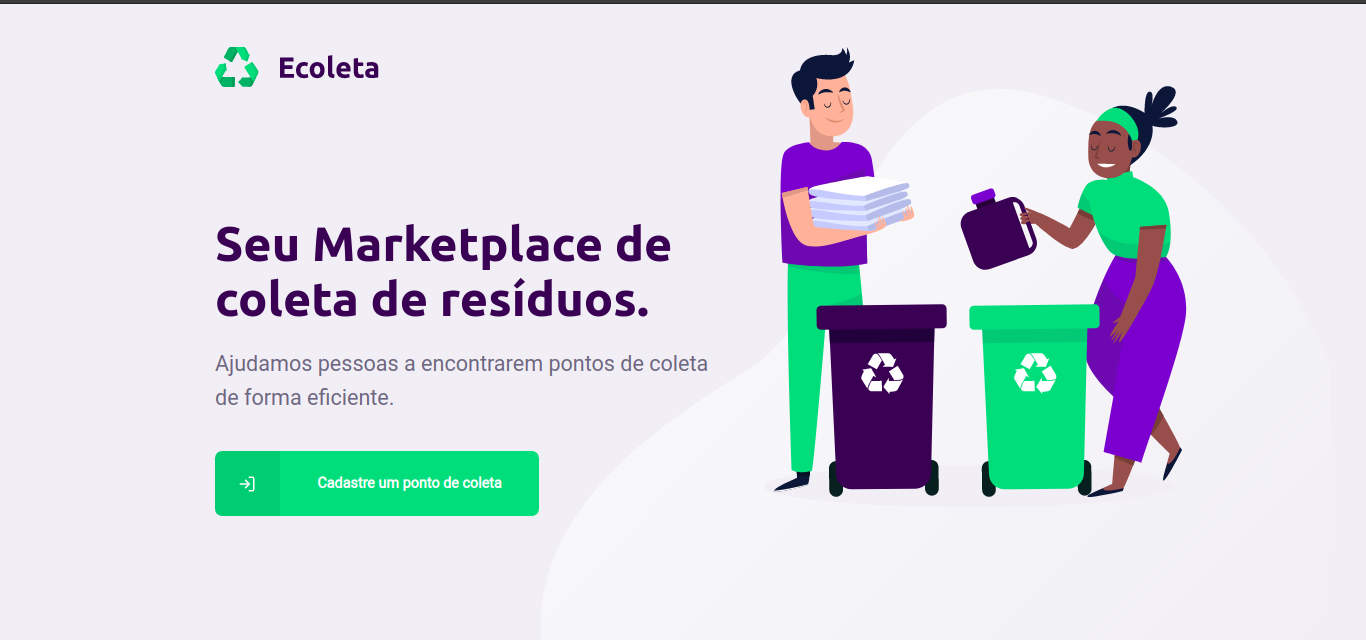 Ecoleta
Seu Marketplace de
coleta de resíduos.
Ajudamos pessoas a encontrarem pontos de coleta
de forma eficiente.
Cadastre um ponto de coleta